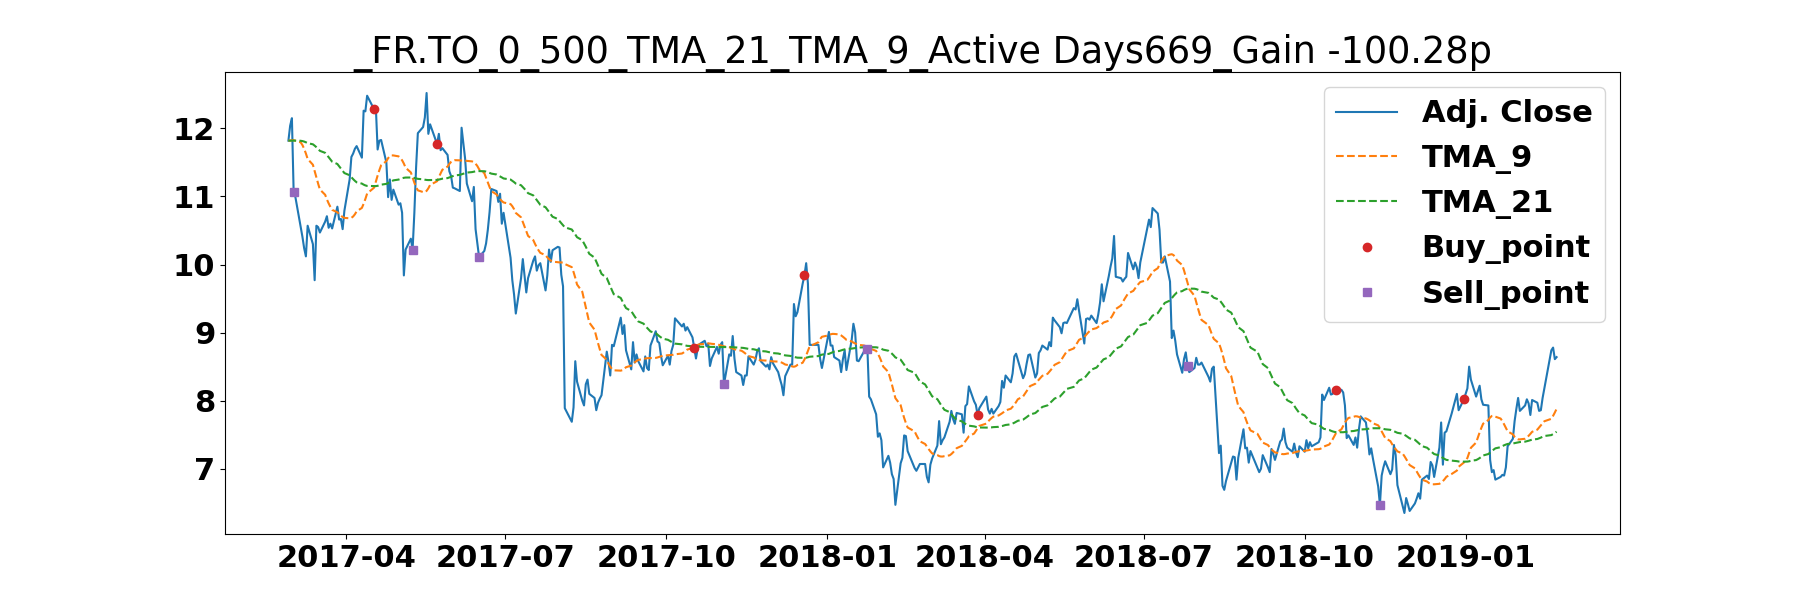 _FR.TO_0_500_TMA_21_TMA_9_Active Days669_Gain -100.28p
Adj. Close
TMA_9
TMA_21
Buy_point
Sell_point
12
11
10
9
8
7
2017-04 2017-07 2017-10 2018-01 2018-04 2018-07 2018-10 2019-01